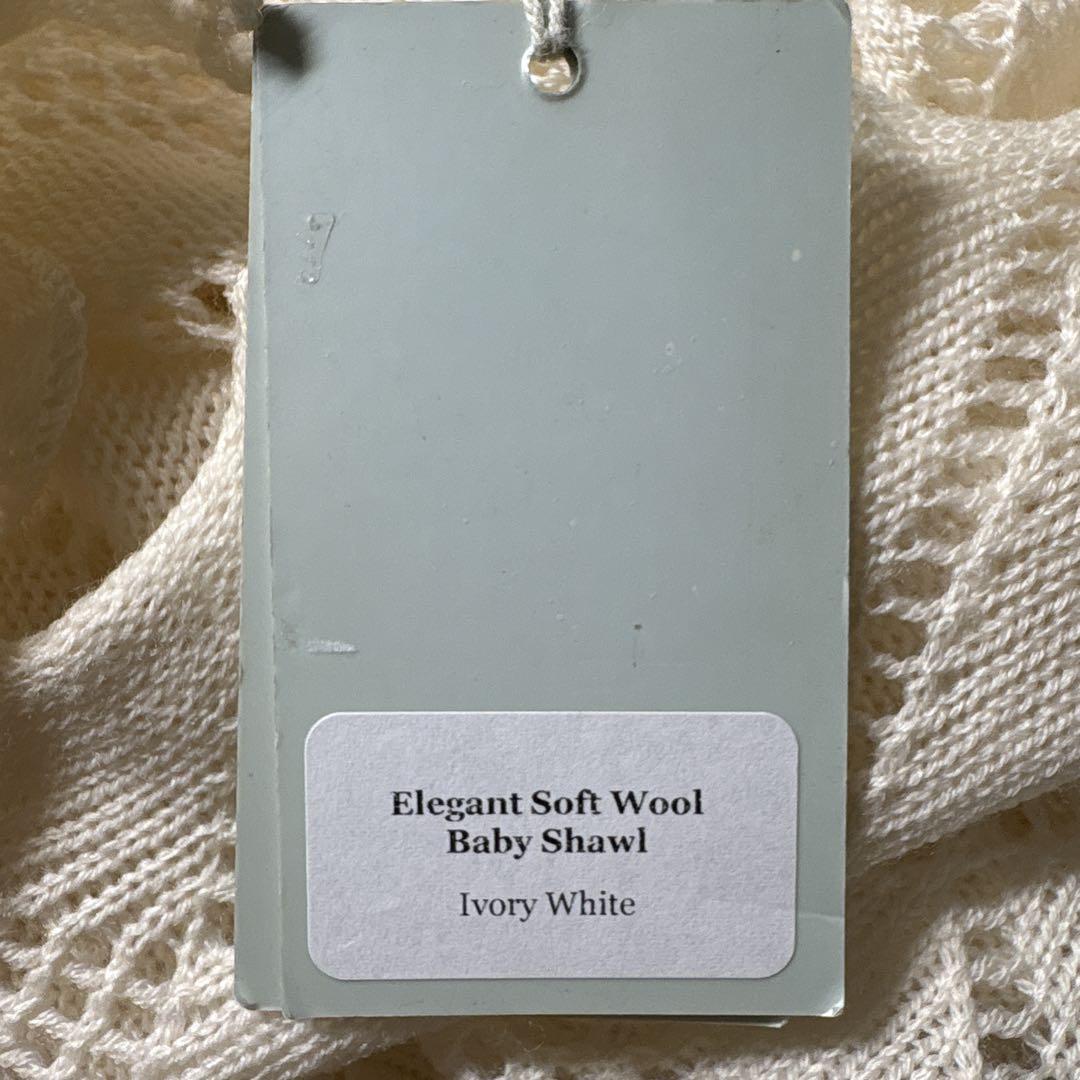 Elegant Soft Wool
Baby Shawl
Ivory White